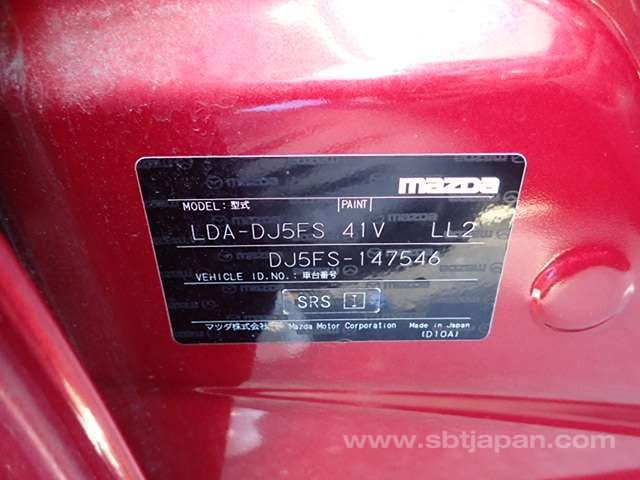 mazda
MODEL: 型式 PAINT
LDA-DJ5FS 41V LL2
DJ5FS-147546
VEHICLE ID.NO.: 車台番号
SRS I
マツダ株式会社 Mazda Motor Corporation Made in Japan
(D10A)
www.sbtjapan.com